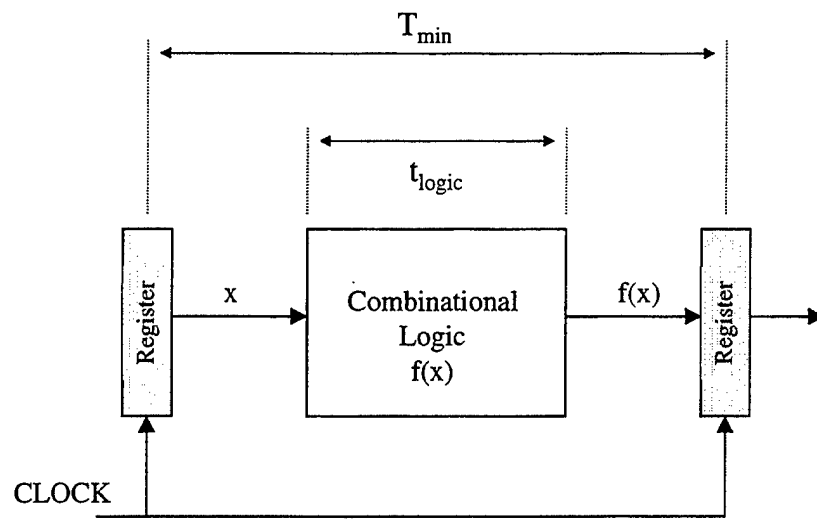 T_min
t_logic
x
f(x)
Register
Combinational
Logic
f(x)
Register
CLOCK